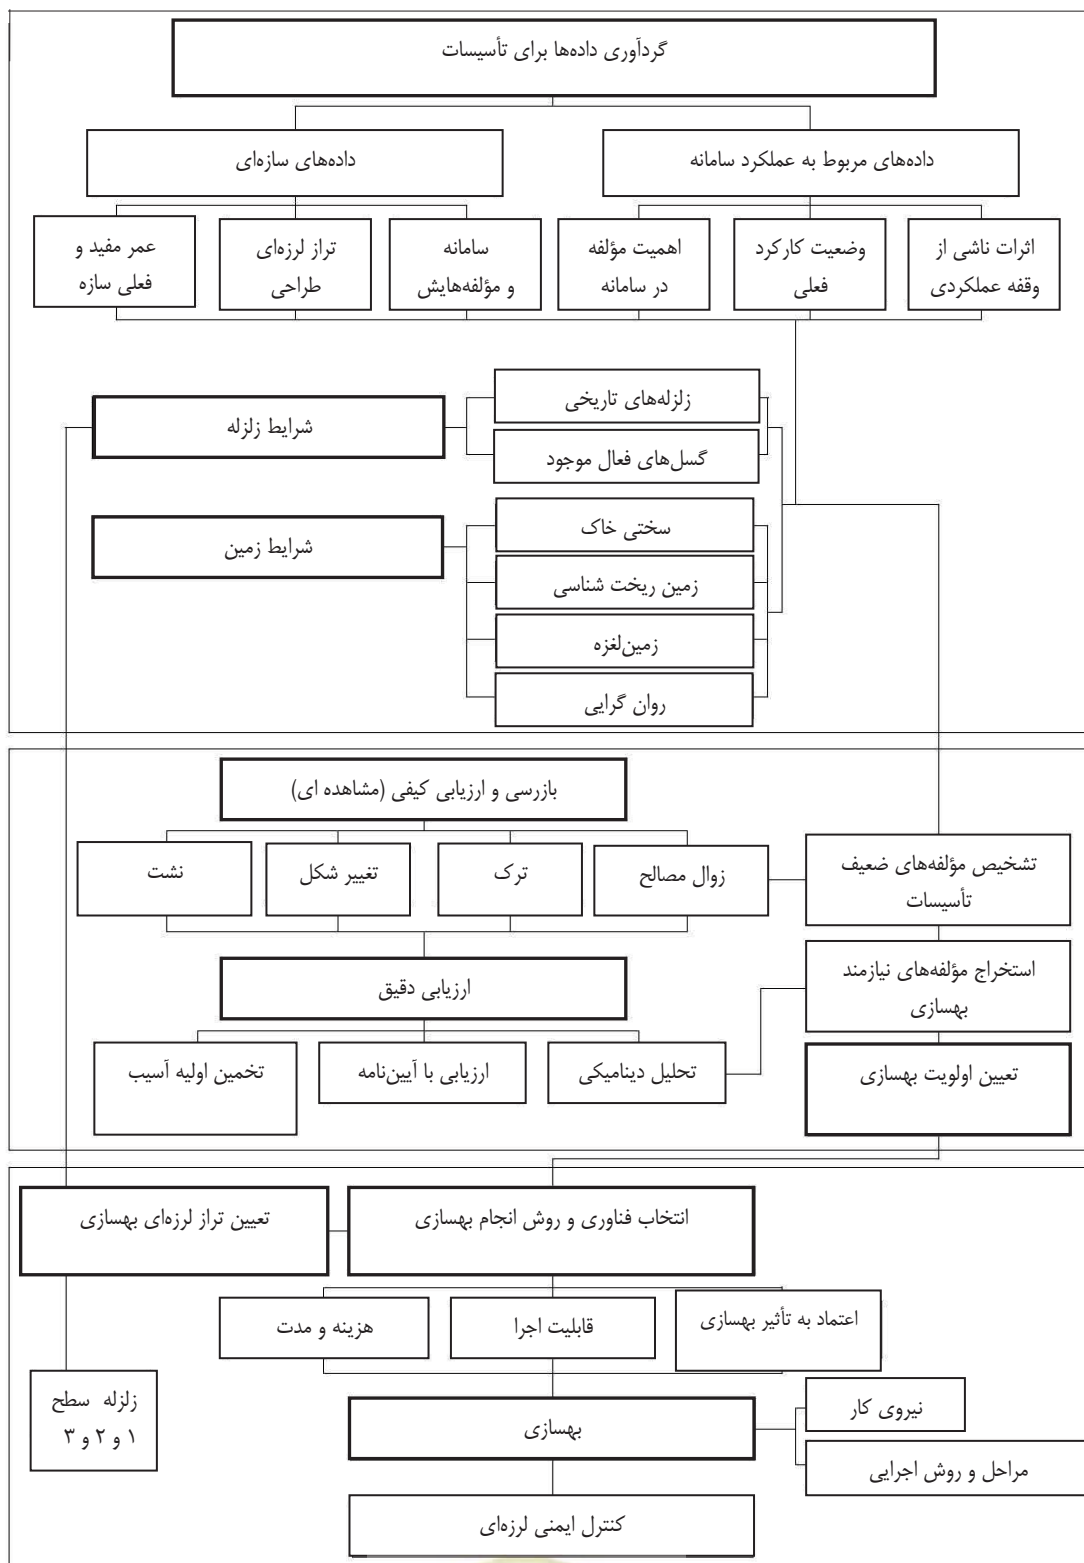 گردآوری داده‌ها برای تأسیسات
داده‌های مربوط به عملکرد سامانه
داده‌های سازه‌ای
اثرات ناشی از
وقفه عملکردی
وضعیت کارکرد
فعلی
اهمیت مؤلفه
در سامانه
سامانه
و مؤلفه‌هایش
تراز لرزه‌ای
طراحی
عمر مفید و
فعلی سازه
زلزله‌های تاریخی
شرایط زلزله
گسل‌های فعال موجود
سختی خاک
شرایط زمین
زمین ریخت شناسی
زمین‌لغزه
روان گرایی
بازرسی و ارزیابی کیفی (مشاهده ای)
تشخیص مؤلفه‌های ضعیف
تأسیسات
زوال مصالح
ترک
تغییر شکل
نشت
استخراج مؤلفه‌های نیازمند
بهسازی
ارزیابی دقیق
تعیین اولویت بهسازی
تحلیل دینامیکی
ارزیابی با آیین‌نامه
تخمین اولیه آسیب
انتخاب فناوری و روش انجام بهسازی
تعیین تراز لرزه‌ای بهسازی
اعتماد به تأثیر بهسازی
قابلیت اجرا
هزینه و مدت
زلزله سطح
۱ و ۲ و ۳
نیروی کار
بهسازی
مراحل و روش اجرایی
کنترل ایمنی لرزه‌ای